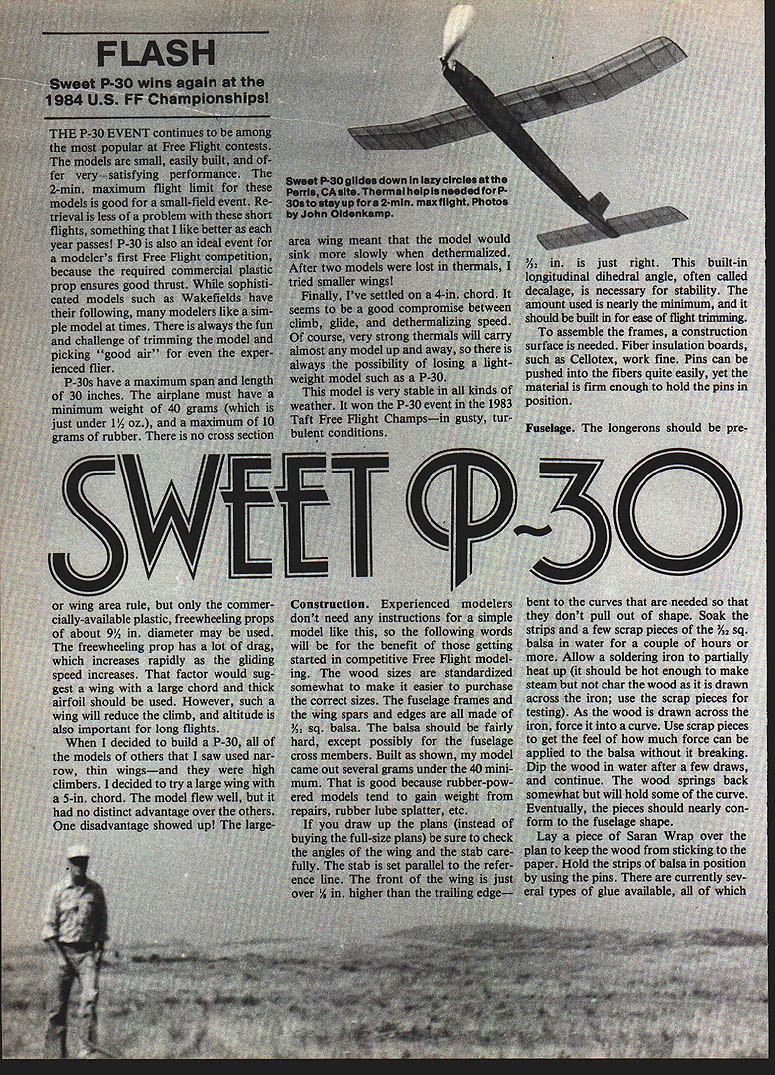 FLASH
Sweet P-30 wins again at the
1984 U.S. FF Championships!
THE P-30 EVENT continues to be among
the most popular at Free Flight contests.
The models are small, easily built, and of-
fer very satisfying performance. The
2-min. maximum flight limit for these
models is good for a small-field event. Re-
trieval is less of a problem with these short
flights, something that I like better as each
year passes! P-30 is also an ideal event for
a modeler's first Free Flight competition,
because the required commercial plastic
prop ensures good thrust. While sophisti-
cated models such as Wakefields have
their following, many modelers like a sim-
ple model at times. There is always the fun
and challenge of trimming the model and
picking "good air" for even the exper-
ienced flier.
P-30s have a maximum span and length
of 30 inches. The airplane must have a
minimum weight of 40 grams (which is
just under 1½ oz.), and a maximum of 10
grams of rubber. There is no cross section
Sweet P-30 glides down in lazy circles at the
Perris, CA site. Thermal help is needed for P-
30s to stay up for a 2-min. max flight. Photos
by John Oldenkamp.
area wing meant that the model would
sink more slowly when dethermalized.
After two models were lost in thermals, I
tried smaller wings!
Finally, I've settled on a 4-in. chord. It
seems to be a good compromise between
climb, glide, and dethermalizing speed.
Of course, very strong thermals will carry
almost any model up and away, so there is
always the possibility of losing a light-
weight model such as a P-30.
This model is very stable in all kinds of
weather. It won the P-30 event in the 1983
Taft Free Flight Champs—in gusty, tur-
bulent conditions.
in. is just right. This built-in
longitudinal dihedral angle, often called
decalage, is necessary for stability. The
amount used is nearly the minimum, and it
should be built in for ease of flight trimming.
To assemble the frames, a construction
surface is needed. Fiber insulation boards,
such as Cellotex, work fine. Pins can be
pushed into the fibers quite easily, yet the
material is firm enough to hold the pins in
position.
Fuselage. The longerons should be pre-
SWEET P-30
or wing area rule, but only the commer-
cially-available plastic, freewheeling props
of about 9½ in. diameter may be used.
The freewheeling prop has a lot of drag,
which increases rapidly as the gliding
speed increases. That factor would sug-
gest a wing with a large chord and thick
airfoil should be used. However, such a
wing will reduce the climb, and altitude is
also important for long flights.
When I decided to build a P-30, all of
the models of others that I saw used nar-
row, thin wings—and they were high
climbers. I decided to try a large wing with
a 5-in. chord. The model flew well, but it
had no distinct advantage over the others.
One disadvantage showed up! The large-
Construction. Experienced modelers
don't need any instructions for a simple
model like this, so the following words
will be for the benefit of those getting
started in competitive Free Flight model-
ing. The wood sizes are standardized
somewhat to make it easier to purchase
the correct sizes. The fuselage frames and
the wing spars and edges are all made of
sq. balsa. The balsa should be fairly
hard, except possibly for the fuselage
cross members. Built as shown, my model
came out several grams under the 40 mini-
mum. That is good because rubber-pow-
ered models tend to gain weight from
repairs, rubber lube splatter, etc.
If you draw up the plans (instead of
buying the full-size plans) be sure to check
the angles of the wing and the stab care-
fully. The stab is set parallel to the refer-
ence line. The front of the wing is just
over ⅛ in. higher than the trailing edge—
bent to the curves that are needed so that
they don't pull out of shape. Soak the
strips and a few scrap pieces of the sq.
balsa in water for a couple of hours or
more. Allow a soldering iron to partially
heat up (it should be hot enough to make
steam but not char the wood as it is drawn
across the iron; use the scrap pieces for
testing). As the wood is drawn across the
iron, force it into a curve. Use scrap pieces
to get the feel of how much force can be
applied to the balsa without it breaking.
Dip the wood in water after a few draws,
and continue. The wood springs back
somewhat but will hold some of the curve.
Eventually, the pieces should nearly con-
form to the fuselage shape.
Lay a piece of Saran Wrap over the
plan to keep the wood from sticking to the
paper. Hold the strips of balsa in position
by using the pins. There are currently sev-
eral types of glue available, all of which